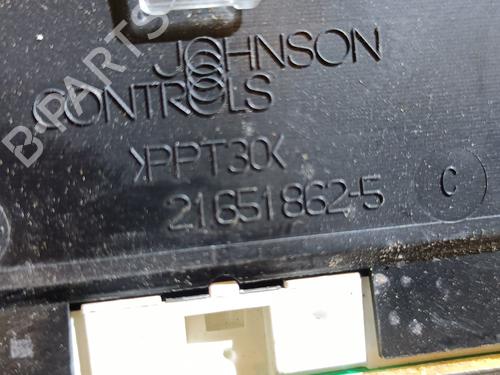 JOHNSON
CONTROLS
>PPT30<
21651862-5
C
B-PARTS